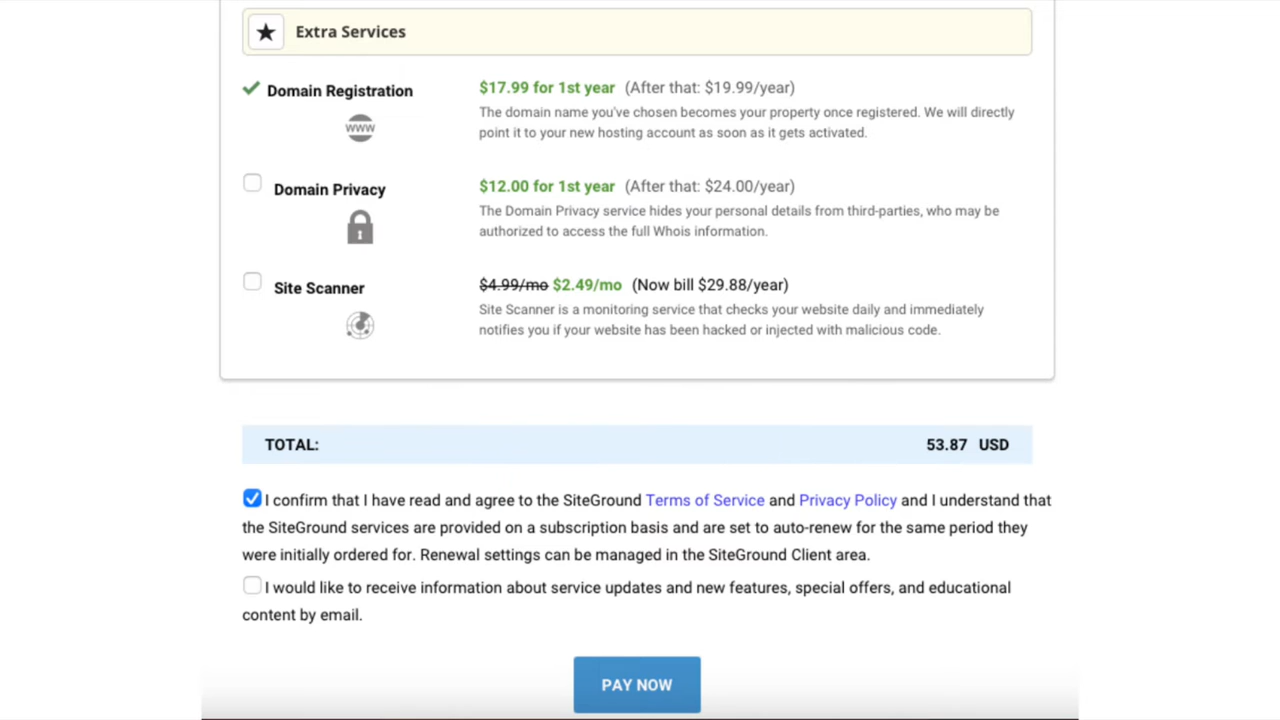 Extra Services
Domain Registration
$17.99 for 1st year (After that: $19.99/year)
The domain name you've chosen becomes your property once registered. We will directly
point it to your new hosting account as soon as it gets activated.
WWW
Domain Privacy
$12.00 for 1st year (After that: $24.00/year)
The Domain Privacy service hides your personal details from third-parties, who may be
authorized to access the full Whois information.
Site Scanner
$4.99/mo $2.49/mo (Now bill $29.88/year)
Site Scanner is a monitoring service that checks your website daily and immediately
notifies you if your website has been hacked or injected with malicious code.
TOTAL: 53.87 USD
I confirm that I have read and agree to the SiteGround Terms of Service and Privacy Policy and I understand that
the SiteGround services are provided on a subscription basis and are set to auto-renew for the same period they
were initially ordered for. Renewal settings can be managed in the SiteGround Client area.
I would like to receive information about service updates and new features, special offers, and educational
content by email.
PAY NOW